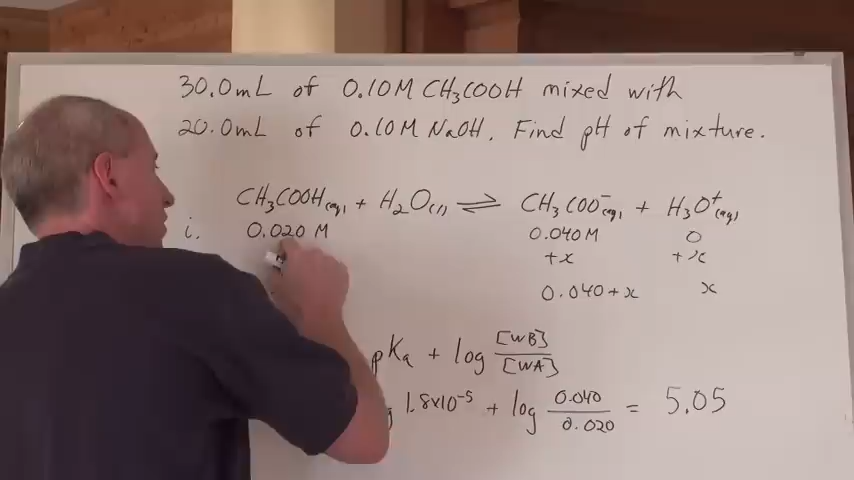 30.0mL of 0.10M CH₃COOH mixed with
20.0mL of 0.10M NaOH. Find pH of mixture.
CH₃COOH(aq) + H₂O(l) ⇌ CH₃COO⁻(aq) + H₃O⁺(aq)
i. 0.020 M 0.040M 0
+x +x
0.040+x x
pKa + log [WB]/[WA]
1.8x10⁻⁵ + log 0.040/0.020 = 5.05